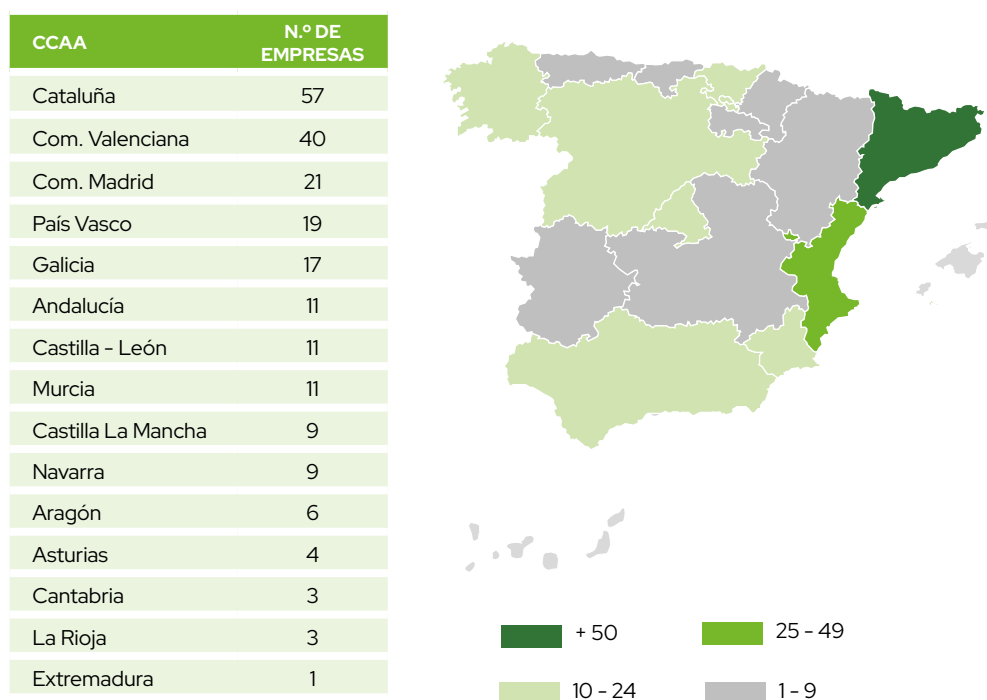 CCAA N.º DE EMPRESAS
Cataluña 57
Com. Valenciana 40
Com. Madrid 21
País Vasco 19
Galicia 17
Andalucía 11
Castilla - León 11
Murcia 11
Castilla La Mancha 9
Navarra 9
Aragón 6
Asturias 4
Cantabria 3
La Rioja 3
Extremadura 1
+ 50 25 - 49
10 - 24 1 - 9